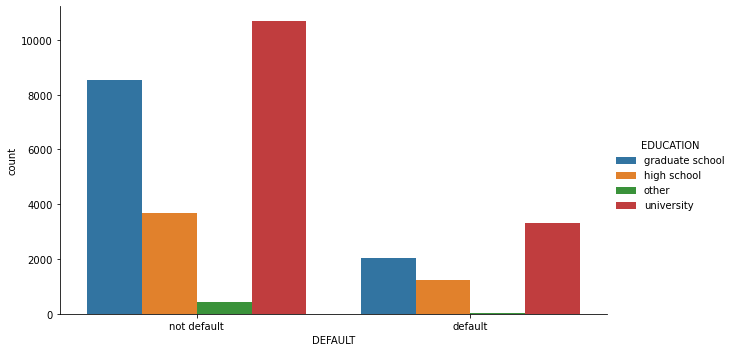 10000
8000
6000
4000
2000
0
count
not default
default
DEFAULT
EDUCATION
graduate school
high school
other
university